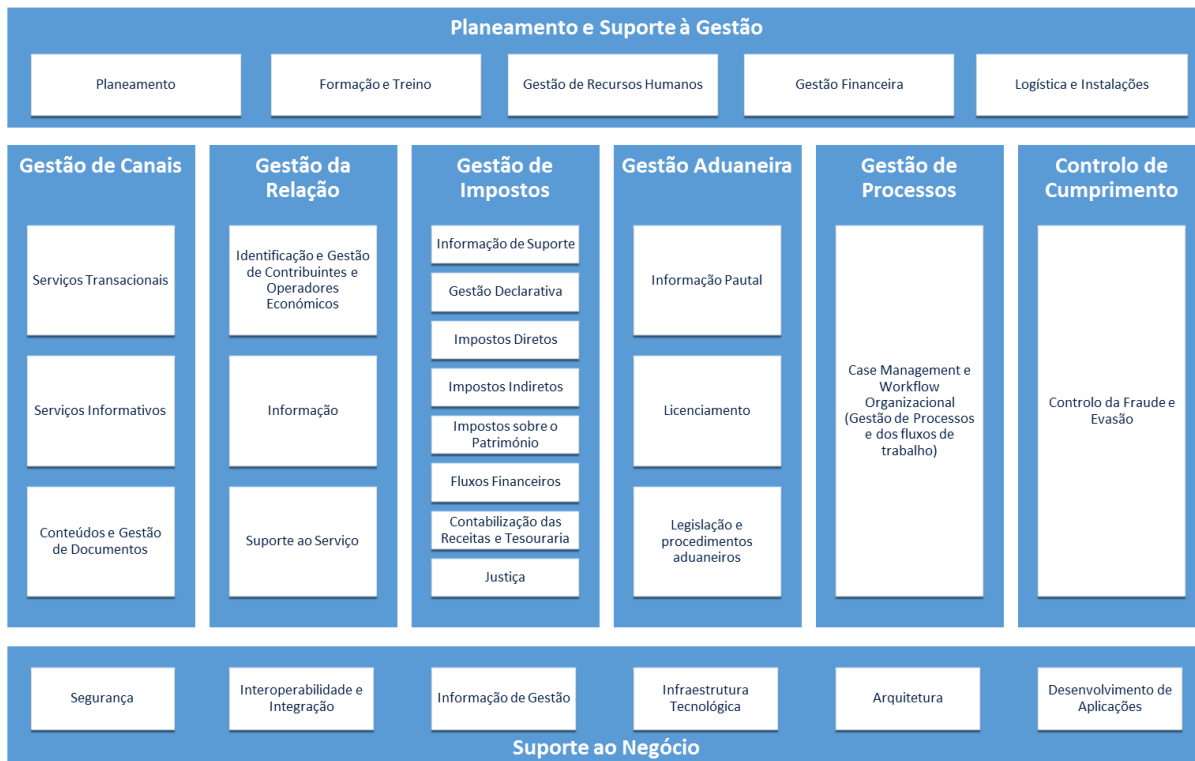 Planeamento e Suporte à Gestão
Planeamento
Formação e Treino
Gestão de Recursos Humanos
Gestão Financeira
Logística e Instalações
Gestão de Canais
Serviços Transacionais
Serviços Informativos
Conteúdos e Gestão
de Documentos
Gestão da
Relação
Identificação e Gestão
de Contribuintes e
Operadores
Económicos
Informação
Suporte ao Serviço
Gestão de
Impostos
Informação de Suporte
Gestão Declarativa
Impostos Diretos
Impostos Indiretos
Impostos sobre o
Património
Fluxos Financeiros
Contabilização das
Receitas e Tesouraria
Justiça
Gestão Aduaneira
Informação Pautal
Licenciamento
Legislação e
procedimentos
aduaneiros
Gestão de
Processos
Case Management e
Workflow
Organizacional
(Gestão de Processos
e dos fluxos de
trabalho)
Controlo de
Cumprimento
Controlo da Fraude e
Evasão
Segurança
Interoperabilidade e
Integração
Informação de Gestão
Infraestrutura
Tecnológica
Arquitetura
Desenvolvimento de
Aplicações
Suporte ao Negócio